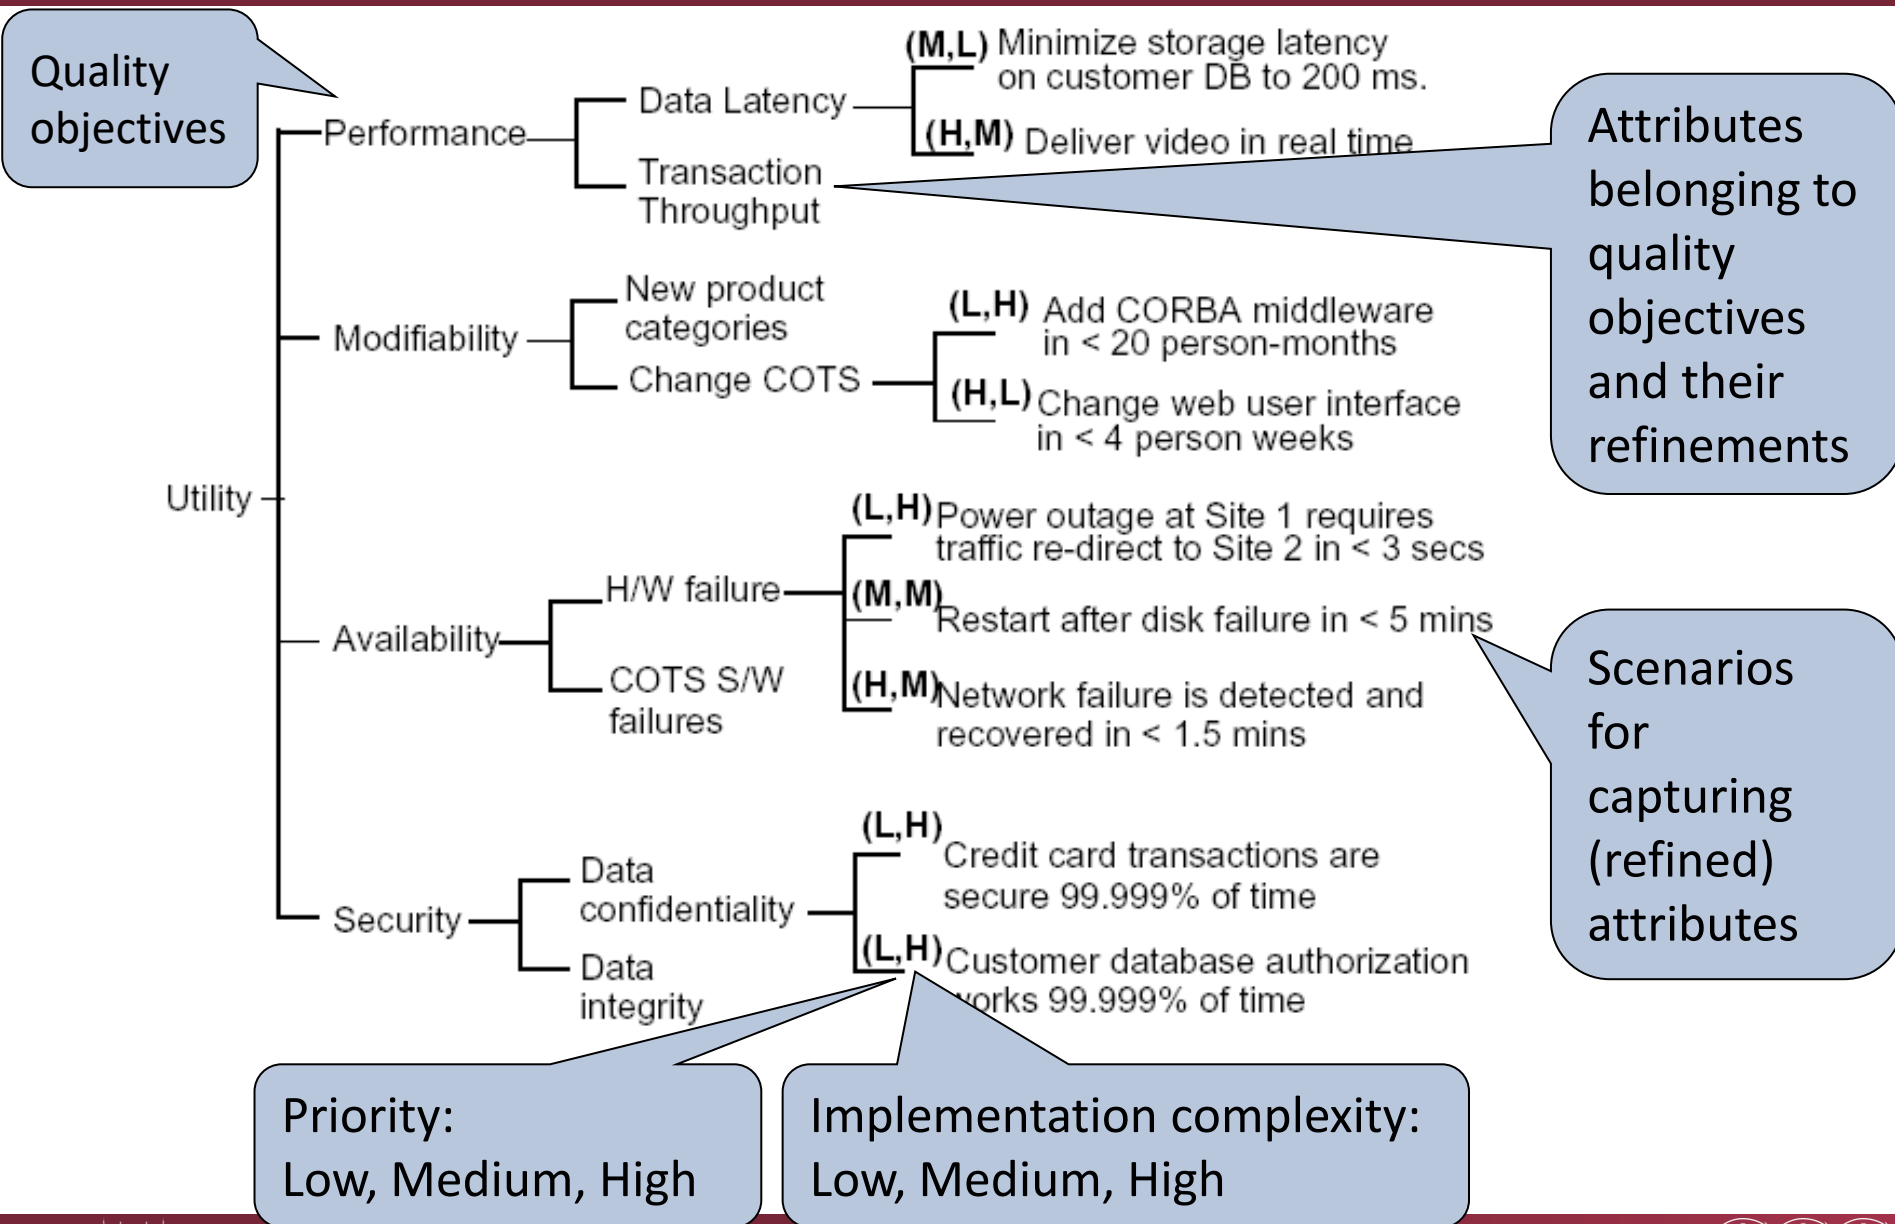 Quality
objectives
Performance
Data Latency
(M,L) Minimize storage latency
on customer DB to 200 ms.
(H,M) Deliver video in real time
Transaction
Throughput
Attributes
belonging to
quality
objectives
and their
refinements
Modifiability
New product
categories
Change COTS
(L,H) Add CORBA middleware
in < 20 person-months
(H,L) Change web user interface
in < 4 person weeks
Utility
Availability
H/W failure
(L,H) Power outage at Site 1 requires
traffic re-direct to Site 2 in < 3 secs
(M,M) Restart after disk failure in < 5 mins
(H,M) Network failure is detected and
recovered in < 1.5 mins
COTS S/W
failures
Scenarios
for
capturing
(refined)
attributes
Security
Data
confidentiality
(L,H) Credit card transactions are
secure 99.999% of time
(L,H) Customer database authorization
works 99.999% of time
Data
integrity
Priority:
Low, Medium, High
Implementation complexity:
Low, Medium, High